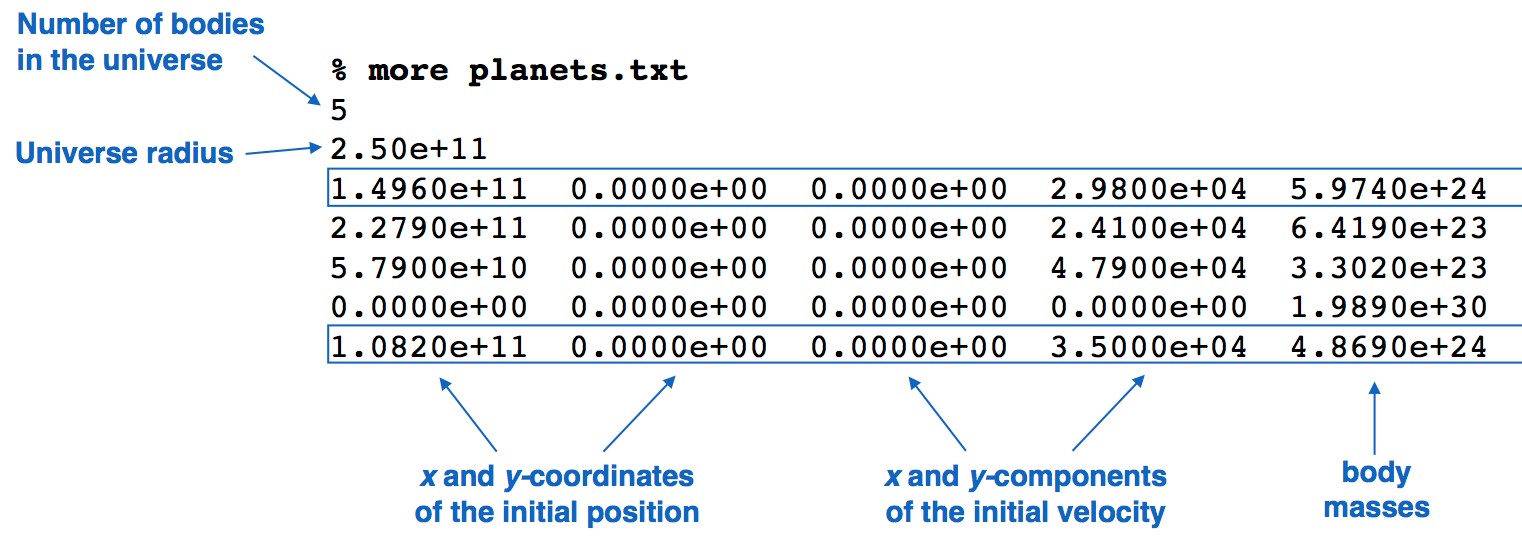 Number of bodies
in the universe
% more planets.txt
5
Universe radius
2.50e+11
1.4960e+11 0.0000e+00 0.0000e+00 2.9800e+04 5.9740e+24
2.2790e+11 0.0000e+00 0.0000e+00 2.4100e+04 6.4190e+23
5.7900e+10 0.0000e+00 0.0000e+00 4.7900e+04 3.3020e+23
0.0000e+00 0.0000e+00 0.0000e+00 0.0000e+00 1.9890e+30
1.0820e+11 0.0000e+00 0.0000e+00 3.5000e+04 4.8690e+24
x and y-coordinates
of the initial position
x and y-components
of the initial velocity
body
masses